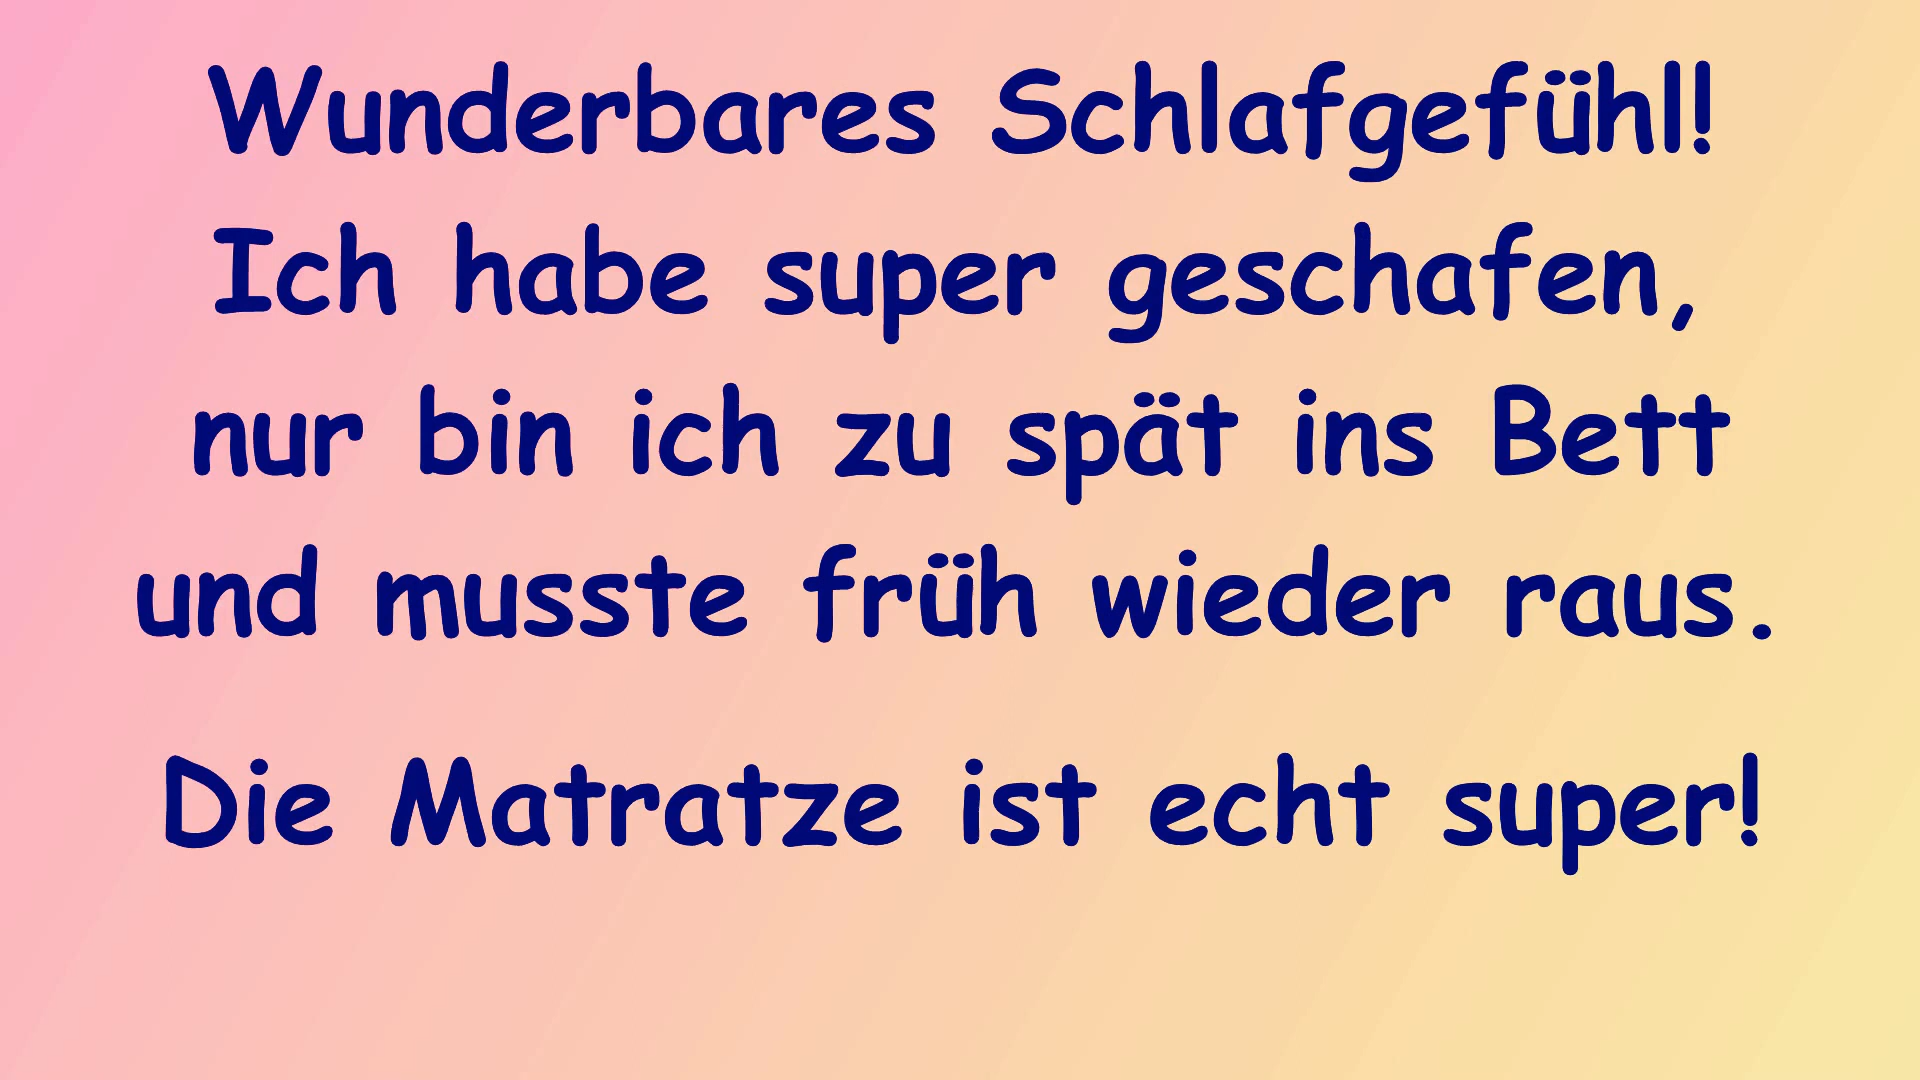 Wunderbares Schlafgefühl!
Ich habe super geschafen,
nur bin ich zu spät ins Bett
und musste früh wieder raus.
Die Matratze ist echt super!